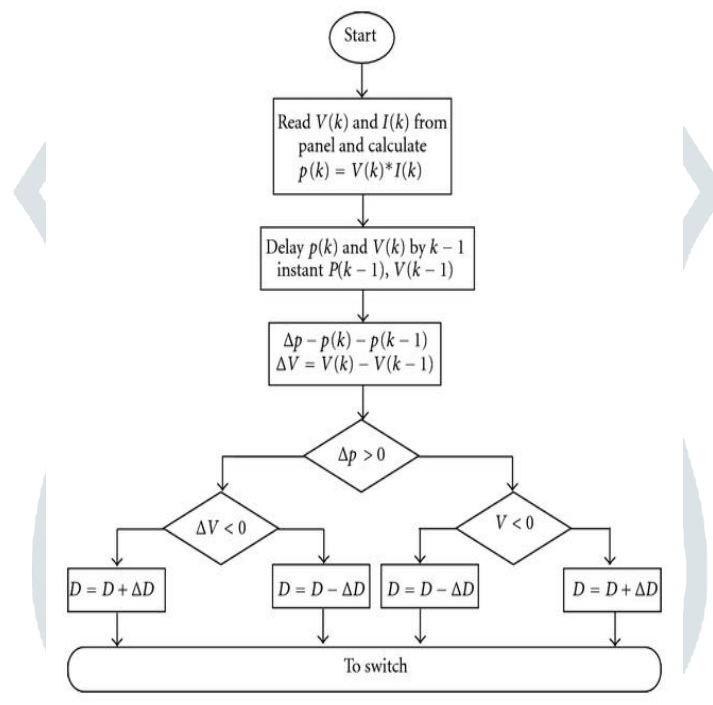 Start
Read V(k) and I(k) from
panel and calculate
p(k) = V(k)*I(k)
Delay p(k) and V(k) by k − 1
instant P(k − 1), V(k − 1)
Δp − p(k) − p(k − 1)
ΔV = V(k) − V(k − 1)
Δp > 0
ΔV < 0
V < 0
D = D + ΔD
D = D − ΔD
D = D − ΔD
D = D + ΔD
To switch